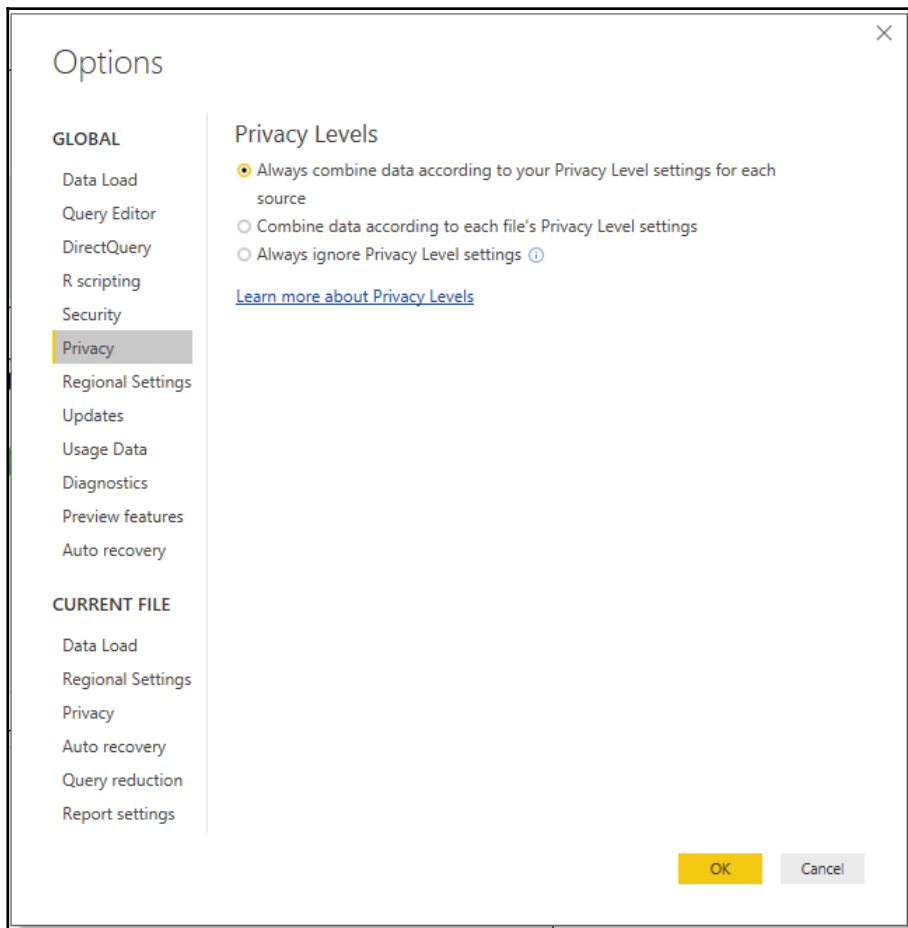 Options
GLOBAL
Data Load
Query Editor
DirectQuery
R scripting
Security
Privacy
Regional Settings
Updates
Usage Data
Diagnostics
Preview features
Auto recovery
CURRENT FILE
Data Load
Regional Settings
Privacy
Auto recovery
Query reduction
Report settings
Privacy Levels
Always combine data according to your Privacy Level settings for each
source
Combine data according to each file's Privacy Level settings
Always ignore Privacy Level settings
Learn more about Privacy Levels
OK
Cancel